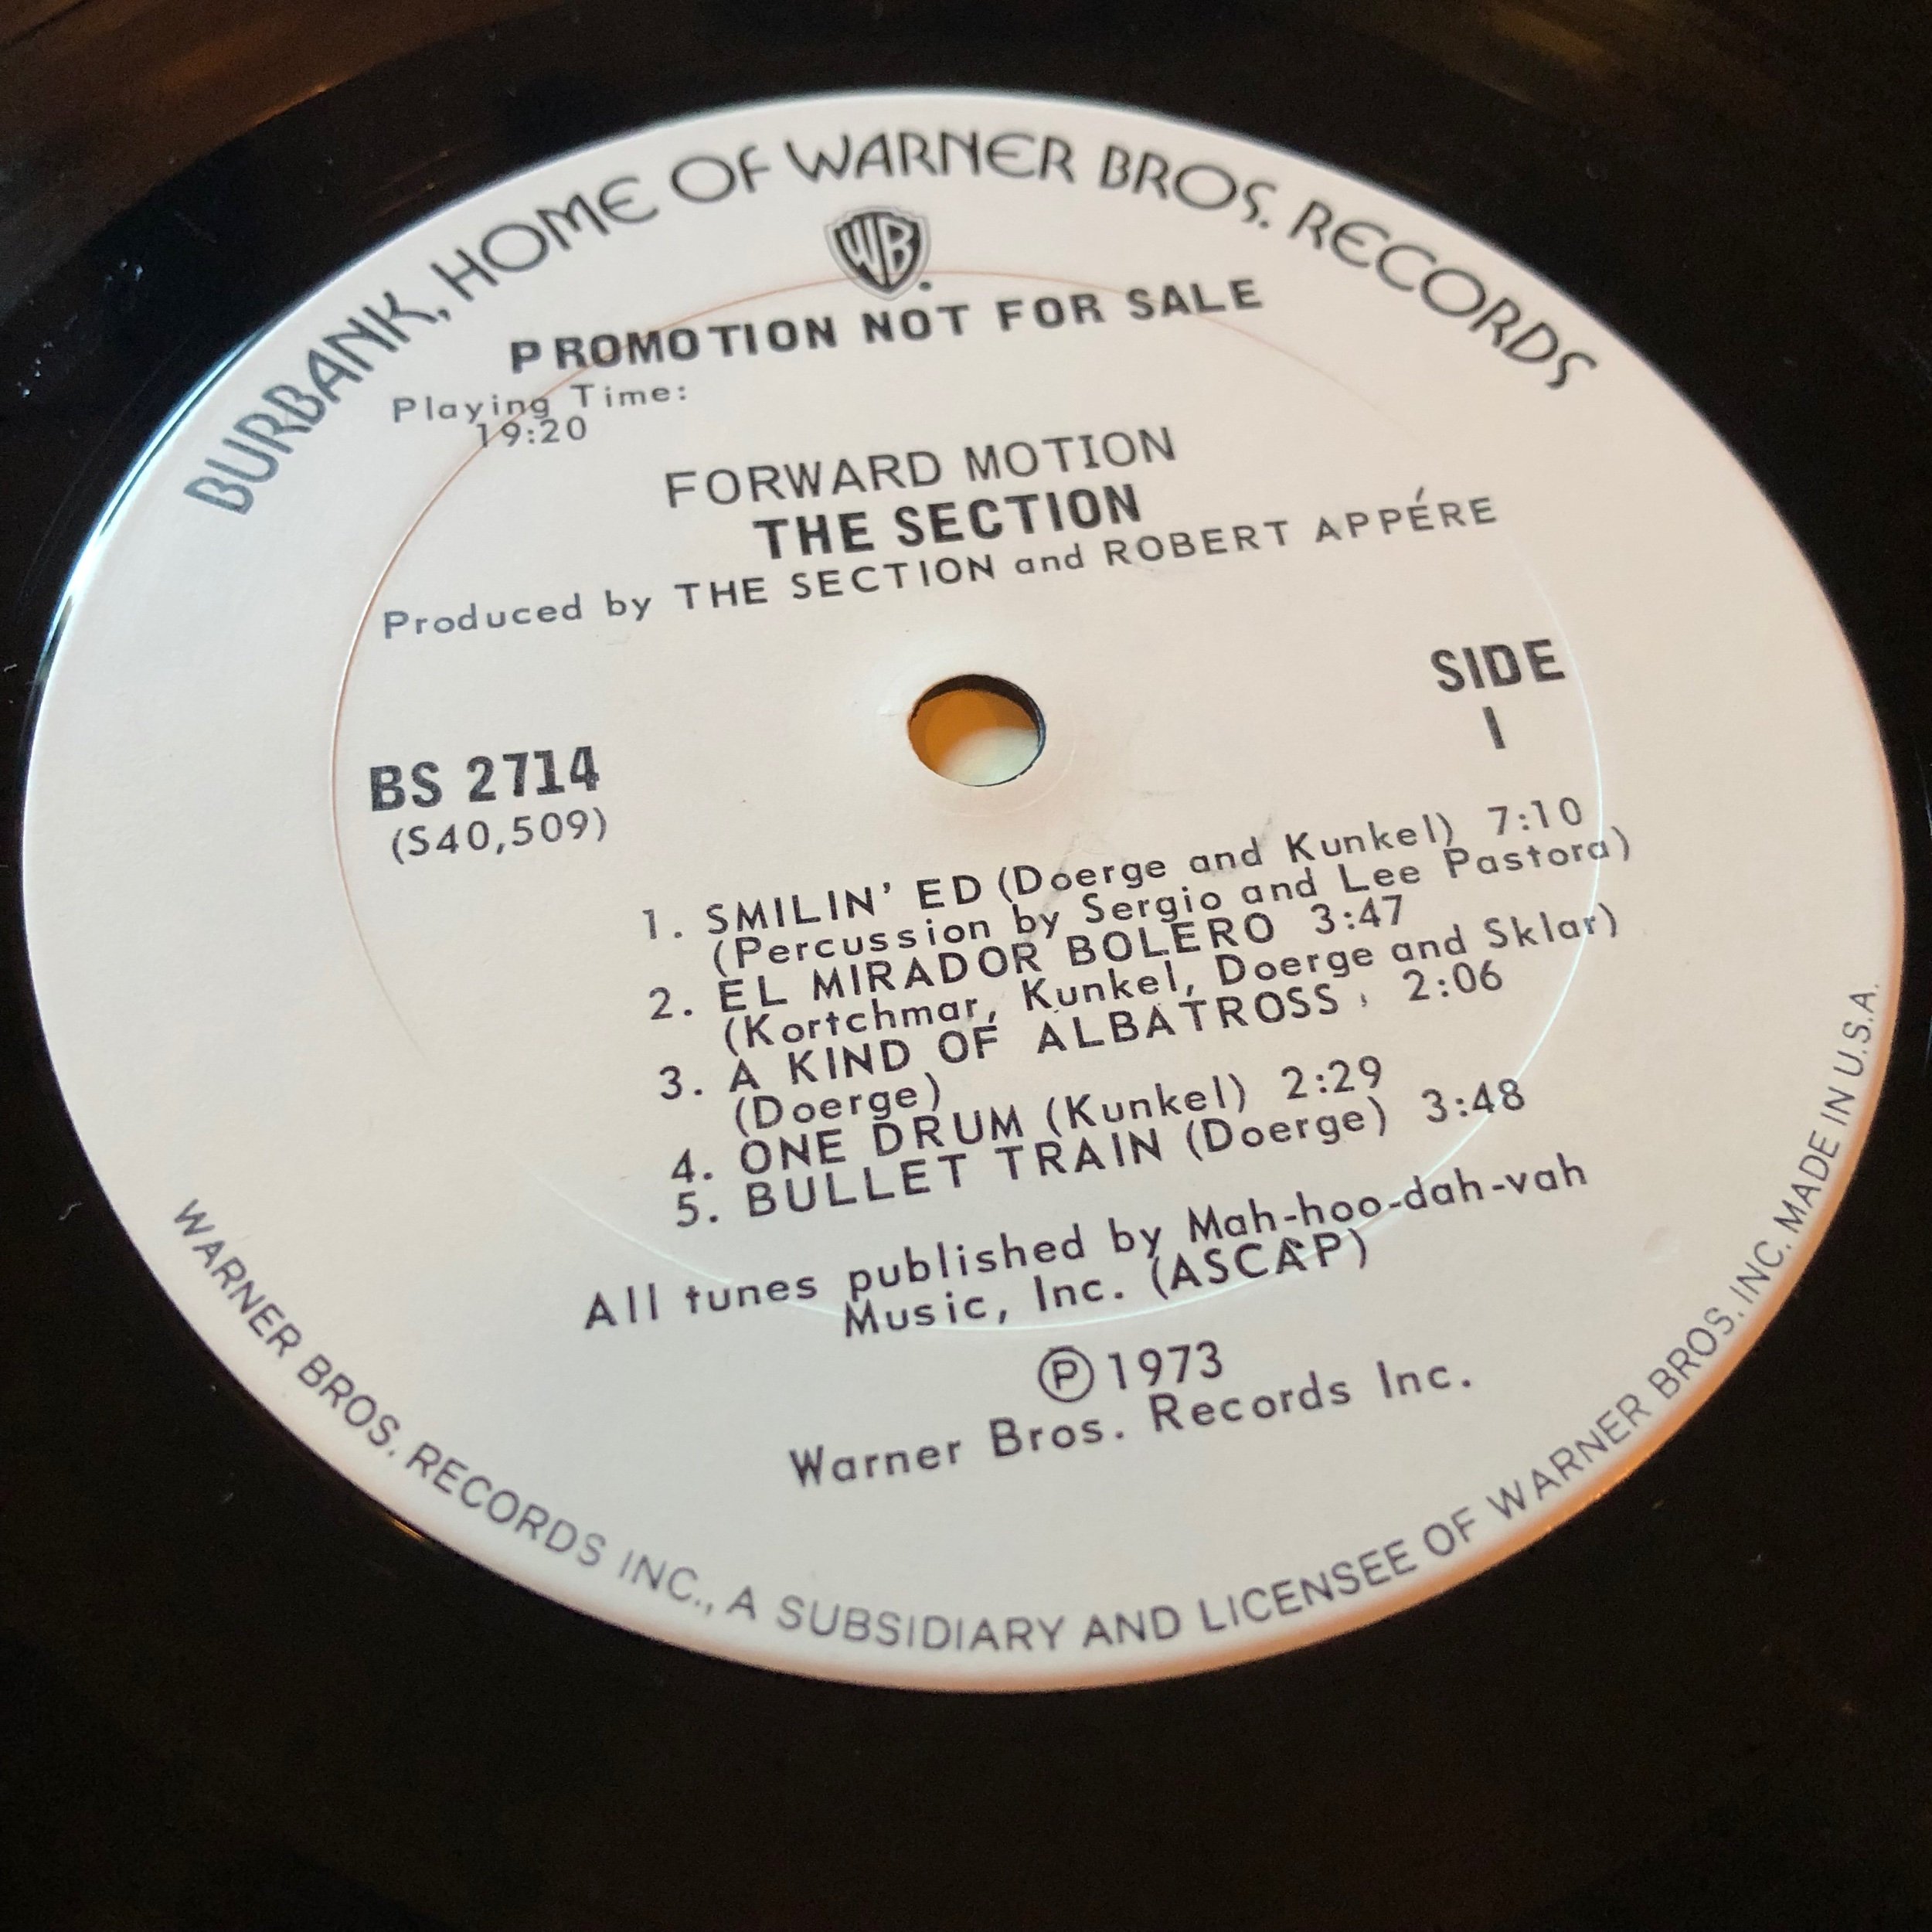 BURBANK, HOME OF WARNER BROS. RECORDS
WB
PROMOTION NOT FOR SALE
Playing Time:
19:20
FORWARD MOTION
THE SECTION
Produced by THE SECTION and ROBERT APPÉRE
SIDE
1
BS 2714
(S40,509)
1. SMILIN' ED (Doerge and Kunkel) 7:10
(Percussion by Sergio and Lee Pastora)
2. EL MIRADOR BOLERO 3:47
(Kortchmar, Kunkel, Doerge and Sklar)
3. A KIND OF ALBATROSS 2:06
(Doerge)
4. ONE DRUM (Kunkel) 2:29
5. BULLET TRAIN (Doerge) 3:48
All tunes published by Mah-hoo-dah-vah
Music, Inc. (ASCAP)
Ⓟ 1973
Warner Bros. Records Inc.
WARNER BROS. RECORDS INC., A SUBSIDIARY AND LICENSEE OF WARNER BROS. INC. MADE IN U.S.A.